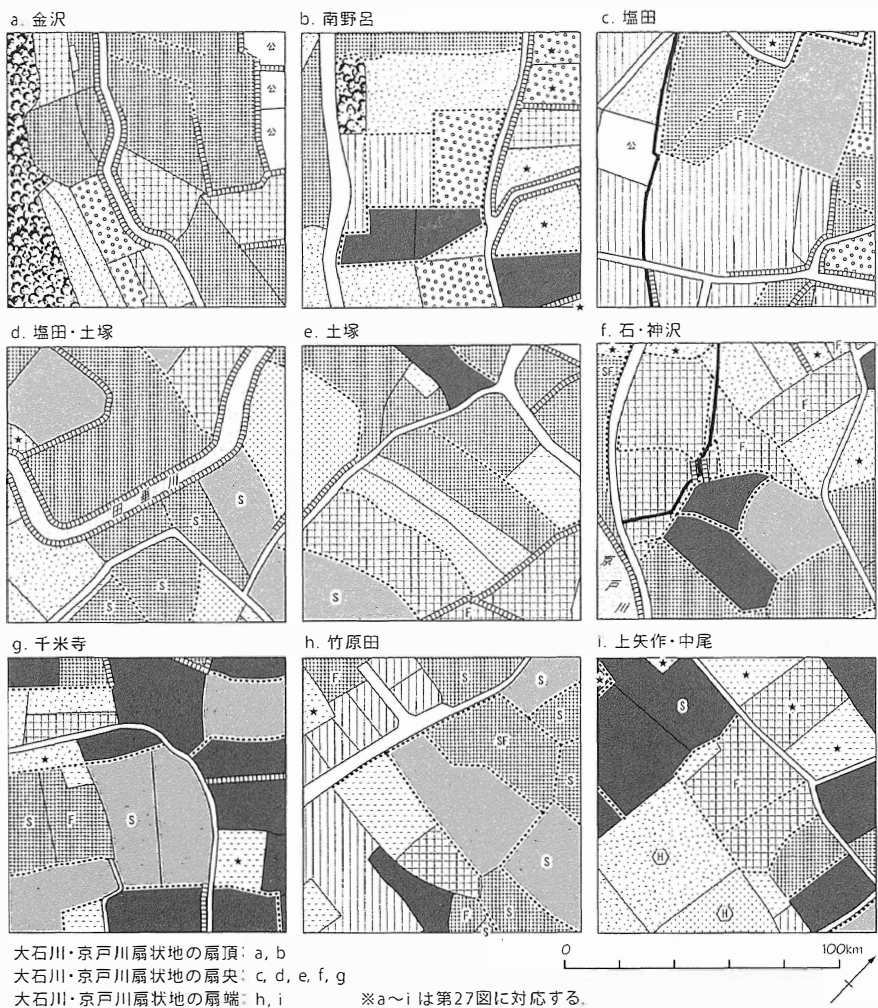 a. 金沢
b. 南野呂
c. 塩田
公
公
公
公
F
S
d. 塩田・土塚
e. 土塚
f. 石・神沢
SF
F
F
F
S
S
S
S
S
F
田垂川
京戸川
g. 千米寺
h. 竹原田
i. 上矢作・中尾
F
S
S
S
S
SF
S
F
H
S
F
S
S
F
S
S
H
大石川・京戸川扇状地の扇頂: a, b
大石川・京戸川扇状地の扇央: c, d, e, f, g
大石川・京戸川扇状地の扇端: h, i
※a～i は第27図に対応する.
0
100km